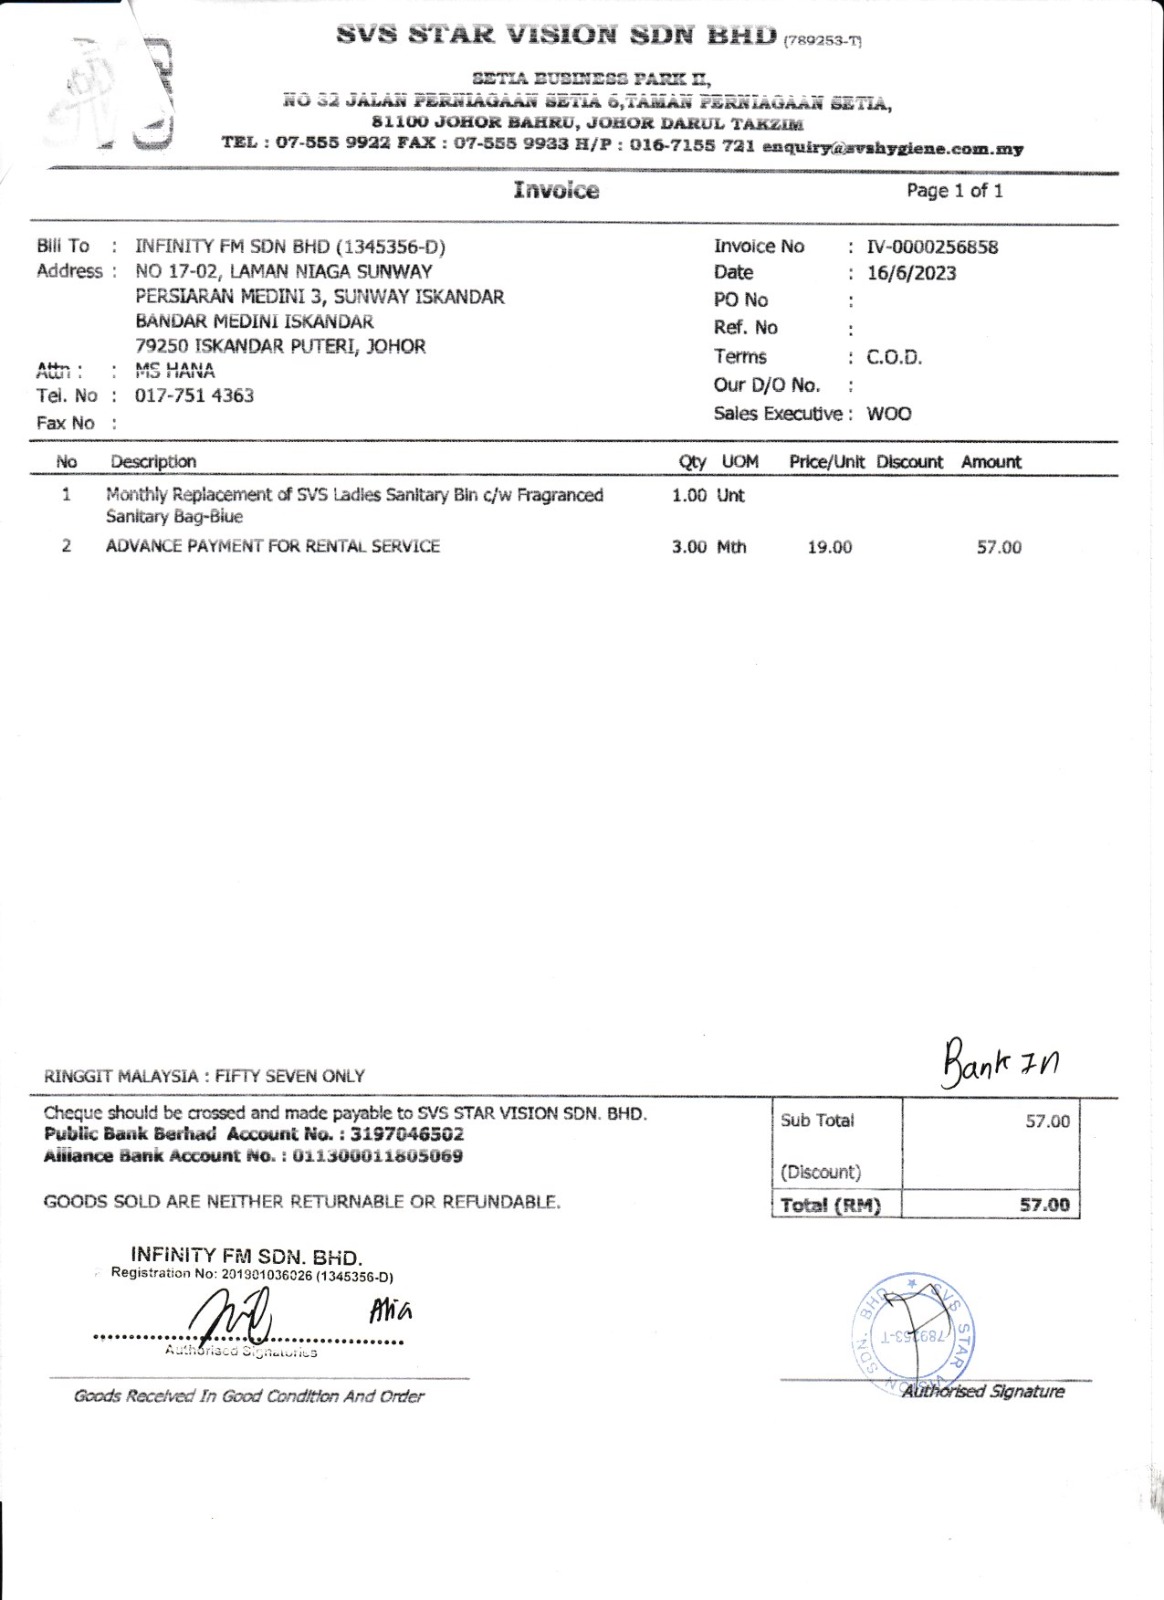 SVS STAR VISION SDN BHD (789253-T)
SETIA BUSINESS PARK II,
NO 32 JALAN PERNIAGAAN SETIA 6,TAMAN PERNIAGAAN SETIA,
81100 JOHOR BAHRU, JOHOR DARUL TAKZIM
TEL : 07-555 9922 FAX : 07-555 9933 H/P : 016-7155 721 enquiry@svshygiene.com.my
Invoice Page 1 of 1
Bill To : INFINITY FM SDN BHD (1345356-D) Invoice No : IV-0000256858
Address : NO 17-02, LAMAN NIAGA SUNWAY Date : 16/6/2023
PERSIARAN MEDINI 3, SUNWAY ISKANDAR PO No :
BANDAR MEDINI ISKANDAR Ref. No :
79250 ISKANDAR PUTERI, JOHOR Terms : C.O.D.
Attn : : MS HANA Our D/O No. :
Tel. No : 017-751 4363 Sales Executive : WOO
Fax No :
No Description Qty UOM Price/Unit Discount Amount
1 Monthly Replacement of SVS Ladies Sanitary Bin c/w Fragranced 1.00 Unt
Sanitary Bag-Blue
2 ADVANCE PAYMENT FOR RENTAL SERVICE 3.00 Mth 19.00 57.00
Bank In
RINGGIT MALAYSIA : FIFTY SEVEN ONLY
Cheque should be crossed and made payable to SVS STAR VISION SDN. BHD. Sub Total 57.00
Public Bank Berhad Account No. : 3197046502
Alliance Bank Account No. : 011300011805069
(Discount)
GOODS SOLD ARE NEITHER RETURNABLE OR REFUNDABLE. Total (RM) 57.00
INFINITY FM SDN. BHD.
Registration No: 201901036026 (1345356-D)
Alia
Authorised Signatories
SVS STAR VISION SDN. BHD
789253-T
Goods Received In Good Condition And Order Authorised Signature